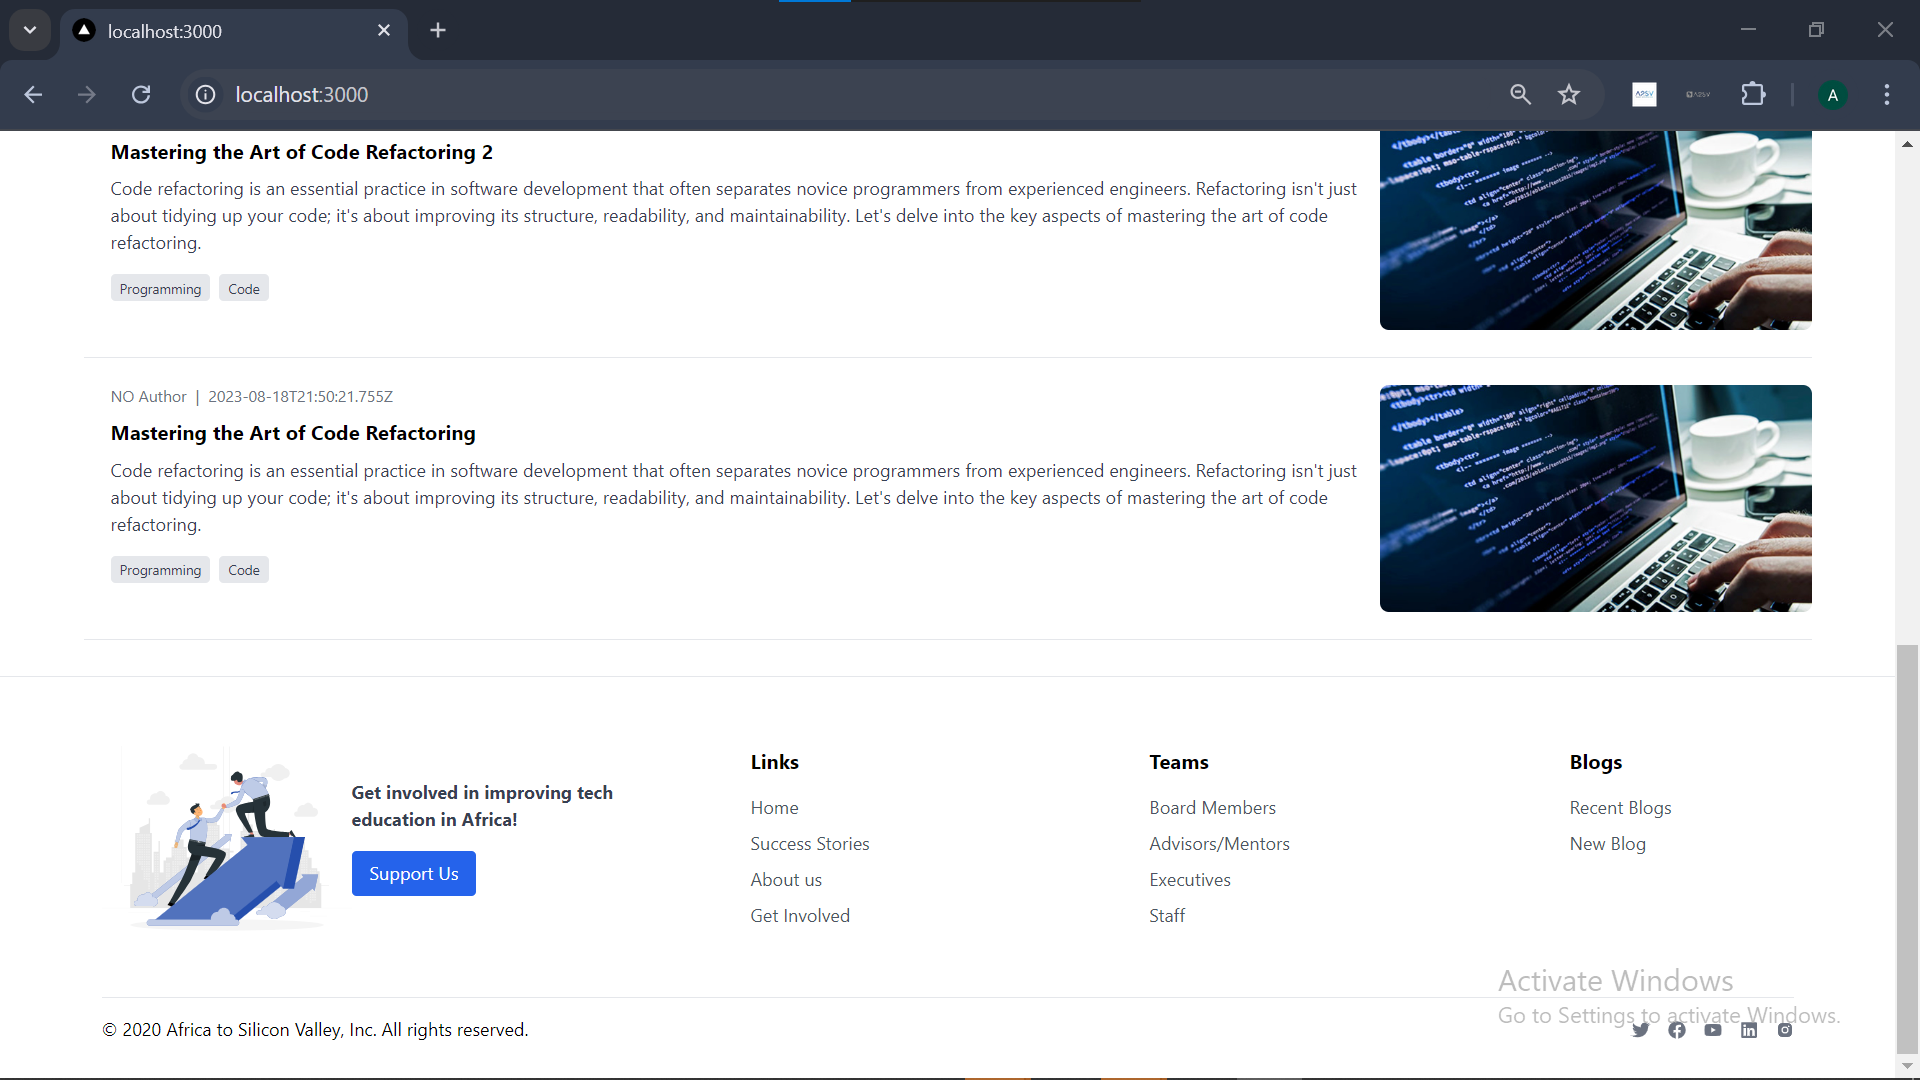 localhost:3000
localhost:3000
A2SV
A2SV
A
Mastering the Art of Code Refactoring 2
Code refactoring is an essential practice in software development that often separates novice programmers from experienced engineers. Refactoring isn't just
about tidying up your code; it's about improving its structure, readability, and maintainability. Let's delve into the key aspects of mastering the art of code
refactoring.
Programming Code
NO Author | 2023-08-18T21:50:21.755Z
Mastering the Art of Code Refactoring
Code refactoring is an essential practice in software development that often separates novice programmers from experienced engineers. Refactoring isn't just
about tidying up your code; it's about improving its structure, readability, and maintainability. Let's delve into the key aspects of mastering the art of code
refactoring.
Programming Code
Get involved in improving tech
education in Africa!
Support Us
Links
Home
Success Stories
About us
Get Involved
Teams
Board Members
Advisors/Mentors
Executives
Staff
Blogs
Recent Blogs
New Blog
Activate Windows
Go to Settings to activate Windows.
© 2020 Africa to Silicon Valley, Inc. All rights reserved.